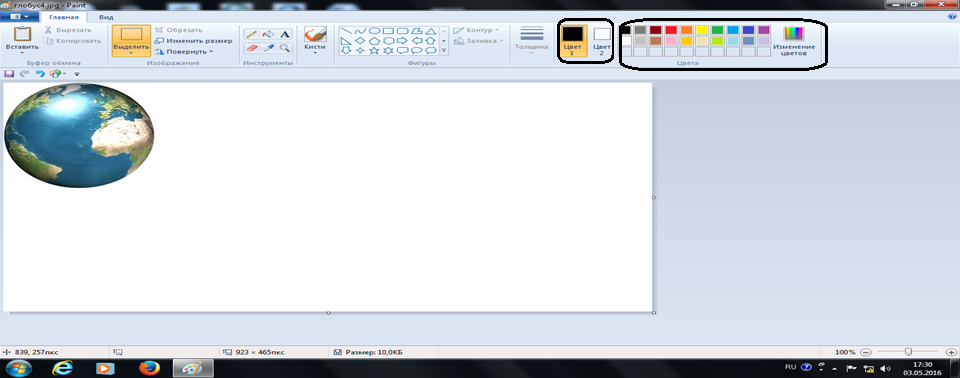 глобус4.jpg - Paint
Главная Вид
Вставить
Вырезать
Копировать
Буфер обмена
Выделить
Обрезать
Изменить размер
Повернуть
Изображение
A
Инструменты
Кисти
Контур
Заливка
Фигуры
Толщина
Цвет
1
Цвет
2
Изменение
цветов
Цвета
839, 257пкс
923 × 465пкс
Размер: 10,0КБ
100%
RU
17:30
03.05.2016